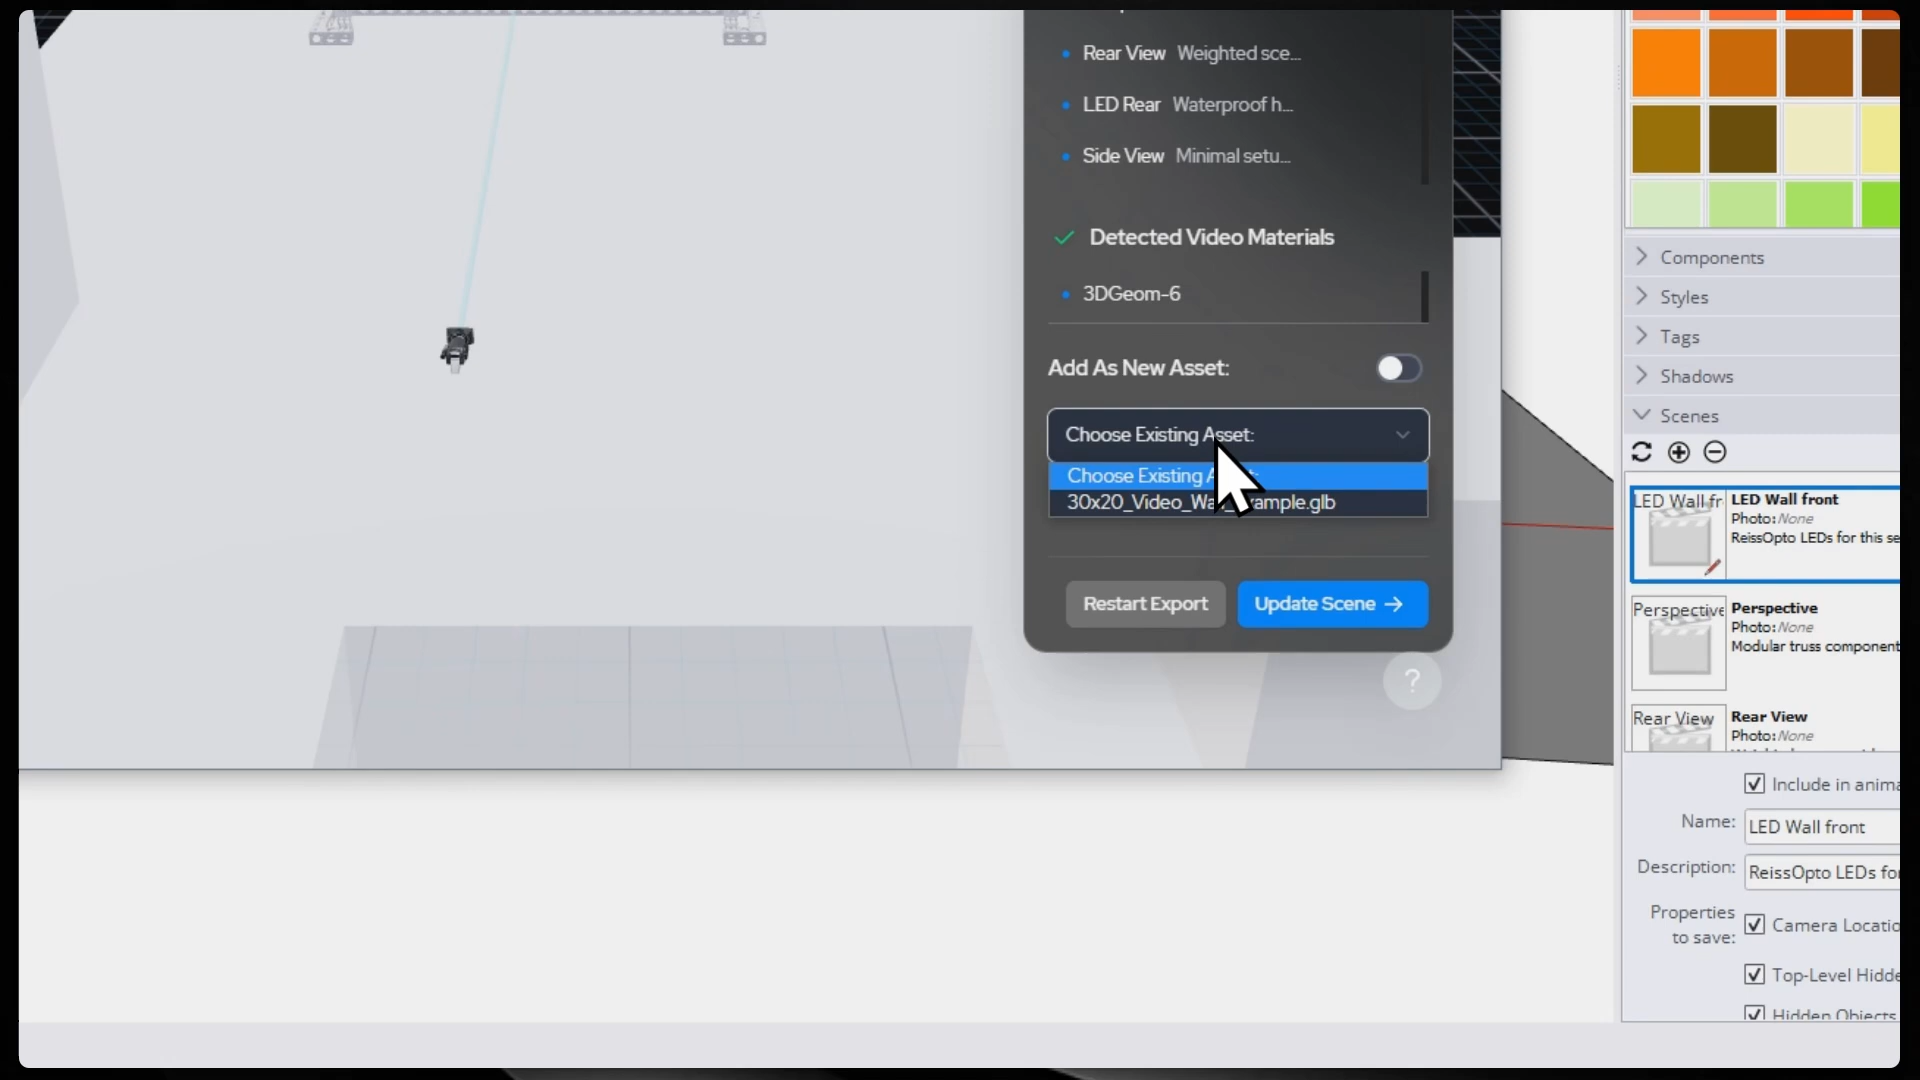 Rear View Weighted sce...
LED Rear Waterproof h...
Side View Minimal setu...
Detected Video Materials
3DGeom-6
Add As New Asset:
Choose Existing Asset:
Choose Existing
30x20_Video_
ample.glb
Restart Export
Update Scene →
?
Components
Styles
Tags
Shadows
Scenes
LED Wall fr
LED Wall front
Photo: None
ReissOpto LEDs for this se
Perspective
Perspective
Photo: None
Modular truss component
Rear View
Rear View
Photo: None
Include in anima
Name: LED Wall front
Description: ReissOpto LEDs for
Properties
to save:
Camera Locatio
Top-Level Hidde
Hidden Objects